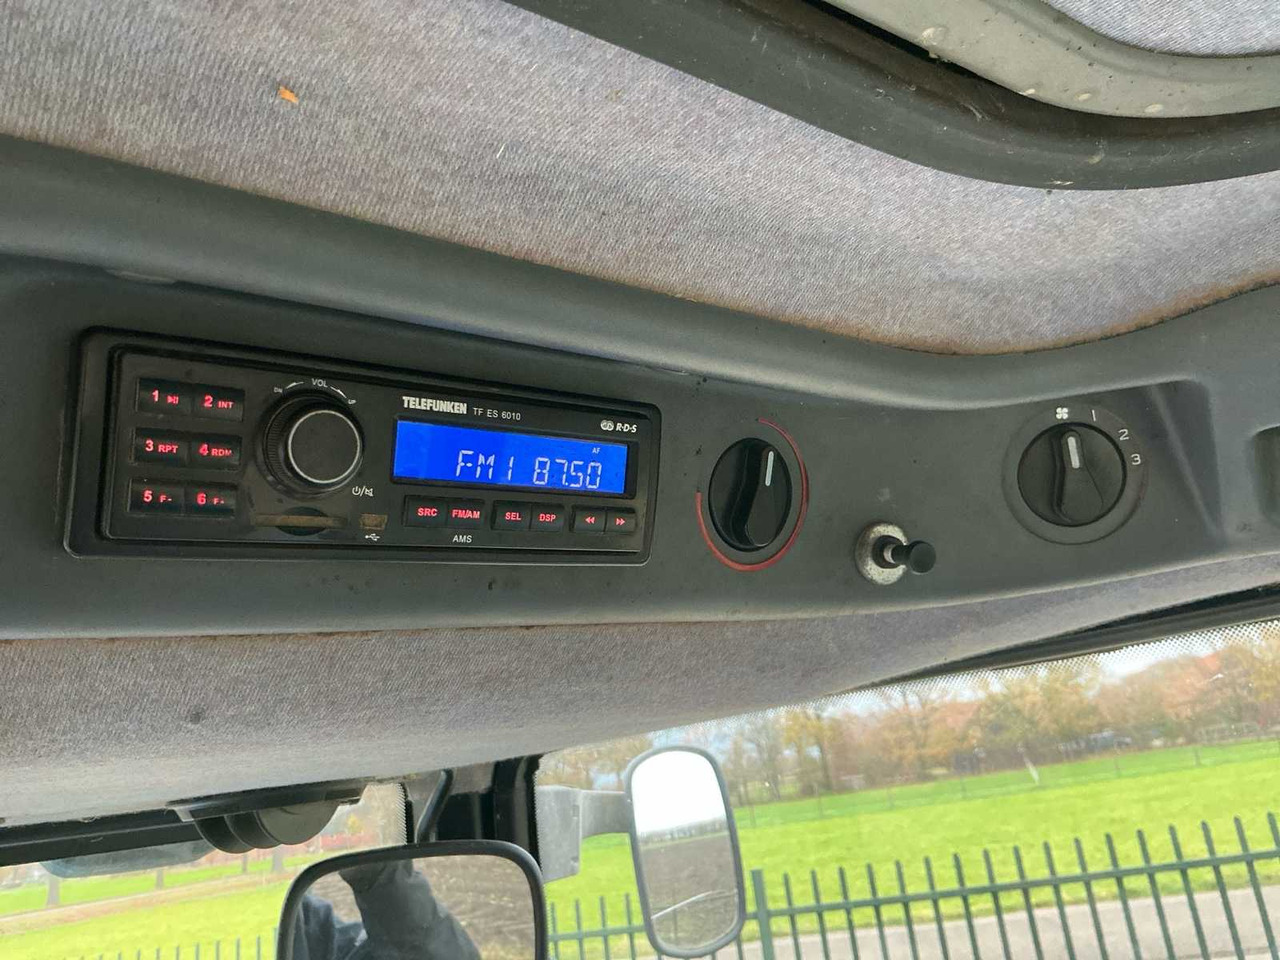 DN VOL UP
1
2 INT
3 RPT
4 RDM
5 F-
6 F+
TELEFUNKEN TF ES 6010
R·D·S
AF
FM1 87.50
SRC FM/AM SEL DSP
AMS
1
2
3